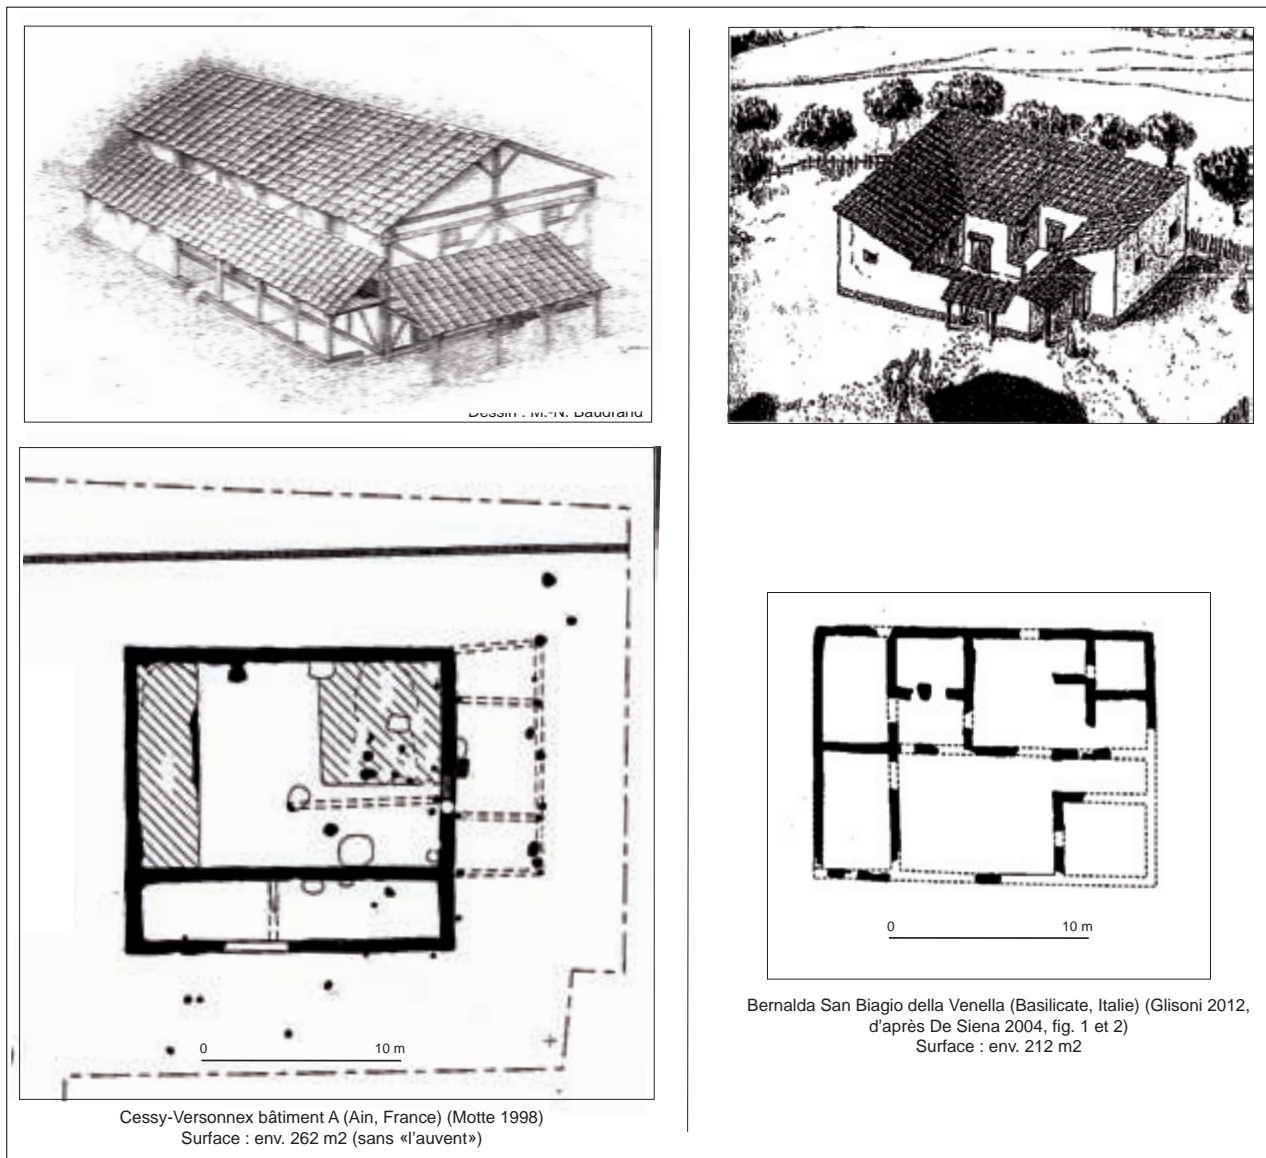 Dessin : M.-N. Baudrand
0 10 m
Cessy-Versonnex bâtiment A (Ain, France) (Motte 1998)
Surface : env. 262 m2 (sans «l'auvent»)
0 10 m
Bernalda San Biagio della Venella (Basilicate, Italie) (Glisoni 2012,
d'après De Siena 2004, fig. 1 et 2)
Surface : env. 212 m2